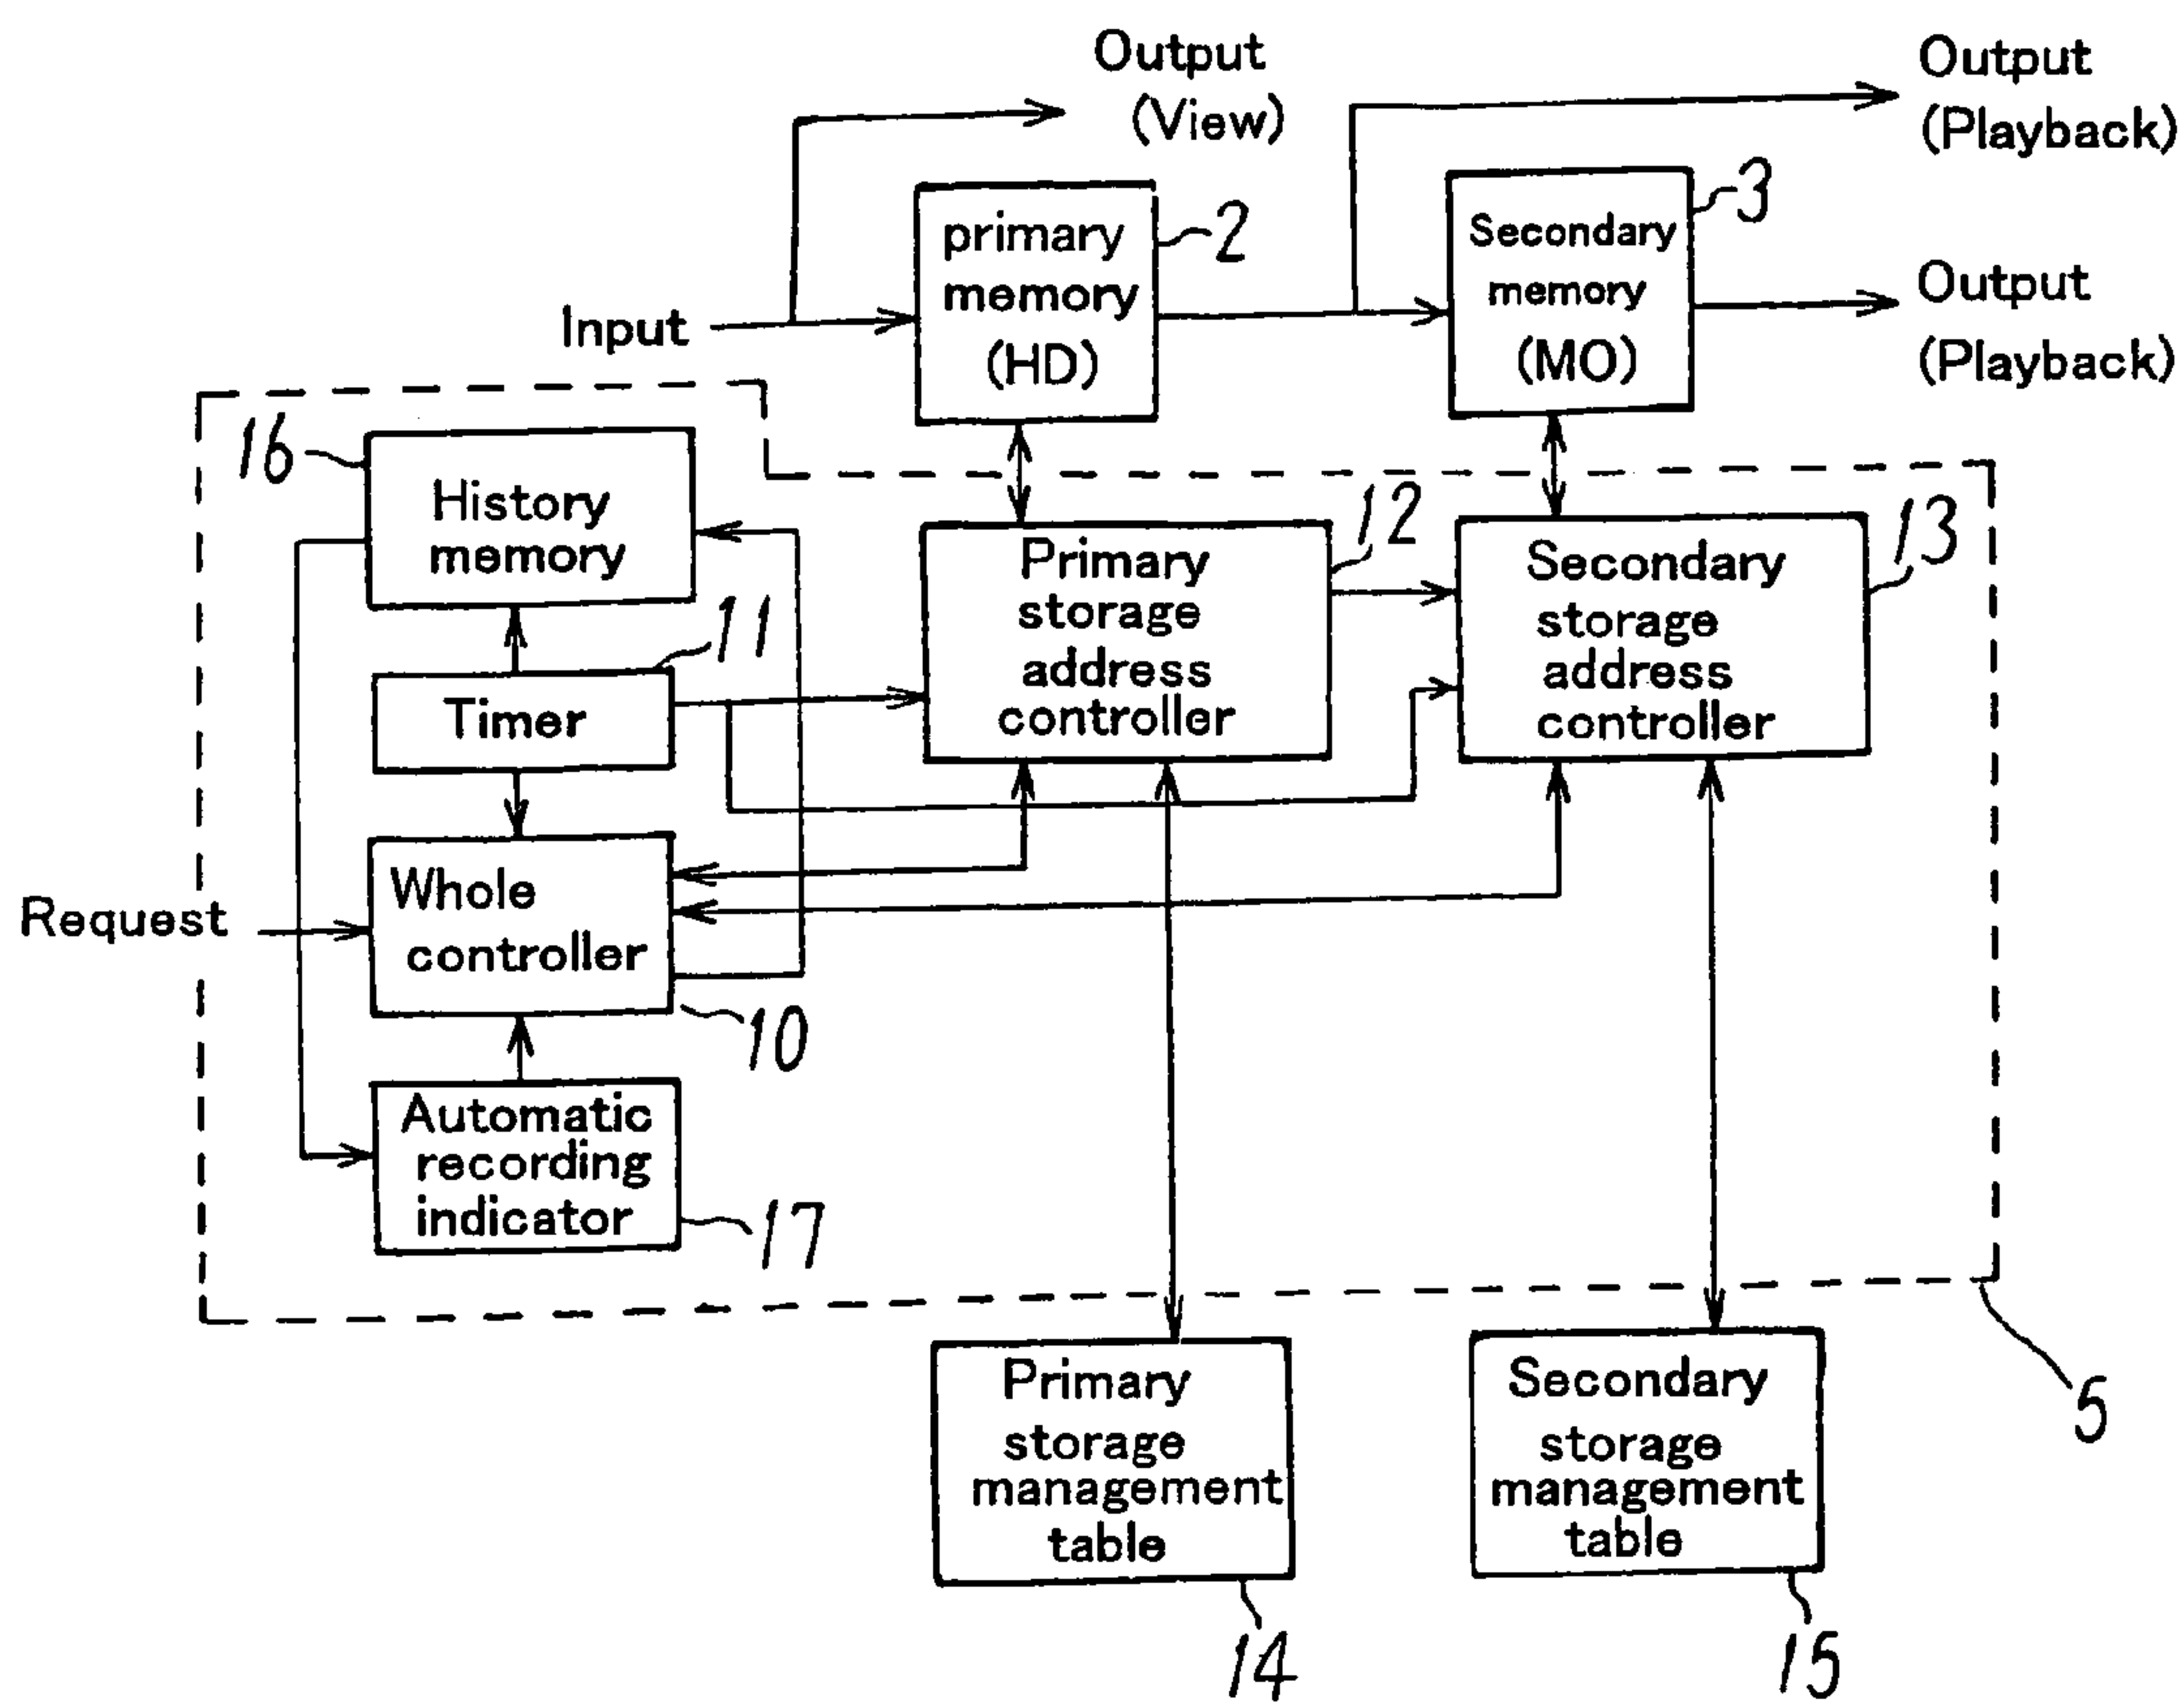 Output
(View)
Output
(Playback)
primary
memory
(HD)
2
Secondary
memory
(MO)
3
Input
Output
(Playback)
16
History
memory
11
Timer
Primary
storage
address
controller
12
Secondary
storage
address
controller
13
Request
Whole
controller
10
Automatic
recording
indicator
17
Primary
storage
management
table
14
Secondary
storage
management
table
15
5